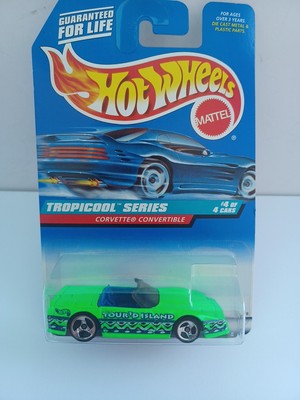 GUARANTEED
FOR LIFE
FOR AGES
OVER 3 YEARS.
DIE CAST METAL &
PLASTIC PARTS.
Hot Wheels
MATTEL
TROPICOOL™ SERIES
#4 OF
4 CARS
CORVETTE® CONVERTIBLE
TOUR'D ISLAND